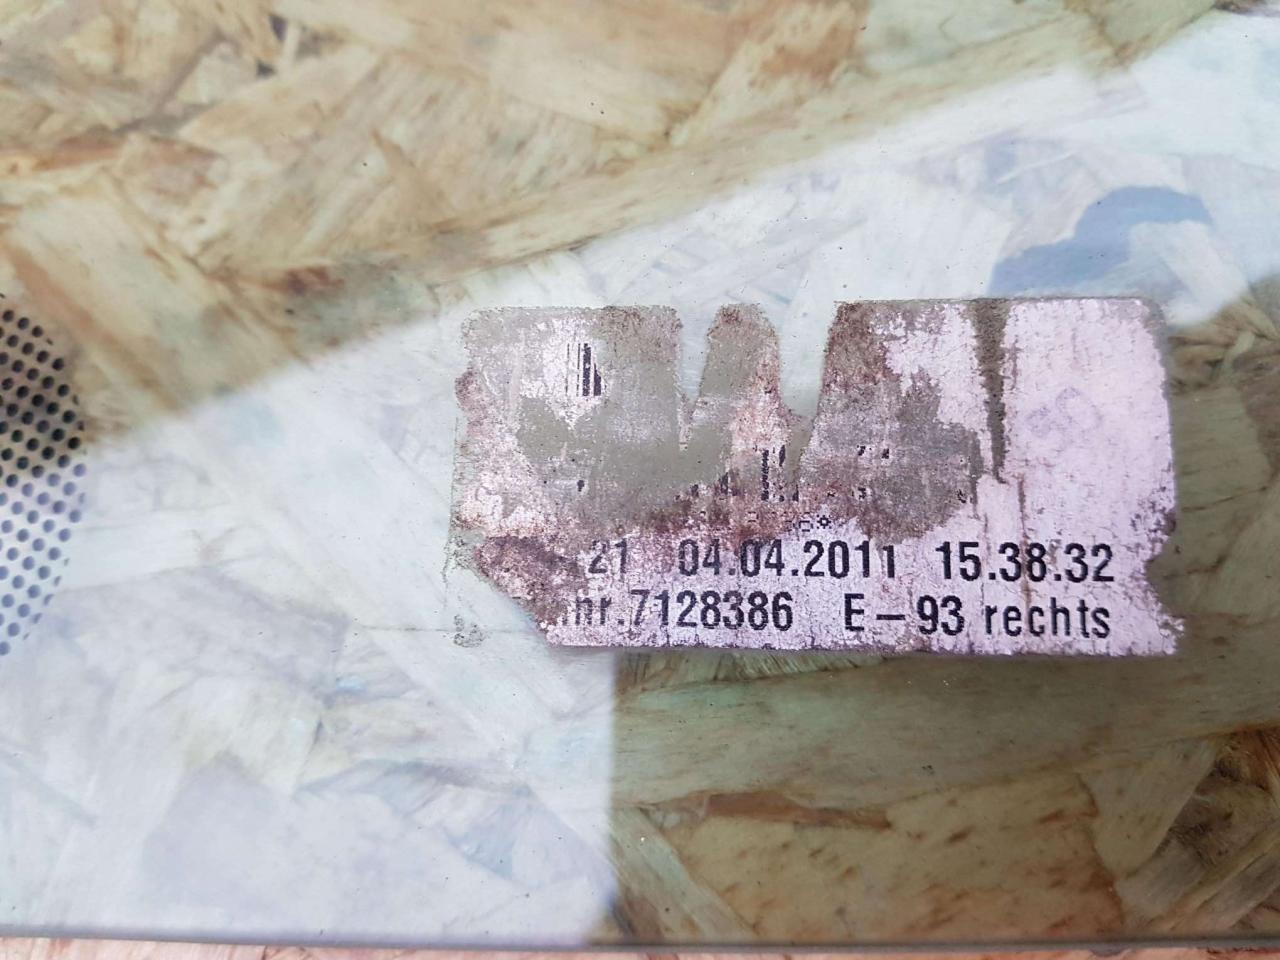 21 04.04.2011 15.38.32
.nr.7128386 E-93 rechts